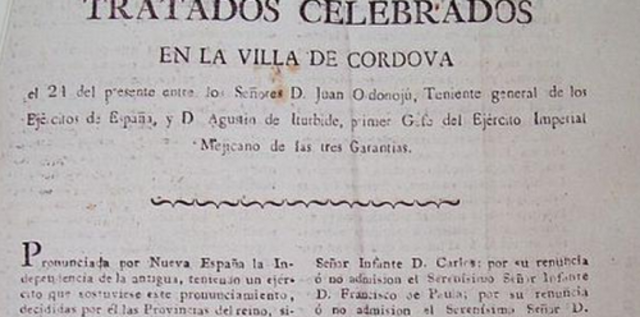 TRATADOS CELEBRADOS
EN LA VILLA DE CORDOVA
el 24 del presente entre los Señores D. Juan O-donojú, Teniente general de los
Ejércitos de España, y D Agustin de Iturbide, primer Gefe del Ejército Imperial
Mejicano de las tres Garantias.
Pronunciada por Nueva España la In-
dependencia de la antigua, teniendo un ejér-
cito que sostuviese este pronunciamiento,
decididas por él las Provincias del reino, si-
Señor Infante D. Carlos; por su renuncia
ó no admision el Serenísimo Señor Infante
D. Francisco de Paula; por su renuncia
ó no admision el Serenísimo Señor D.